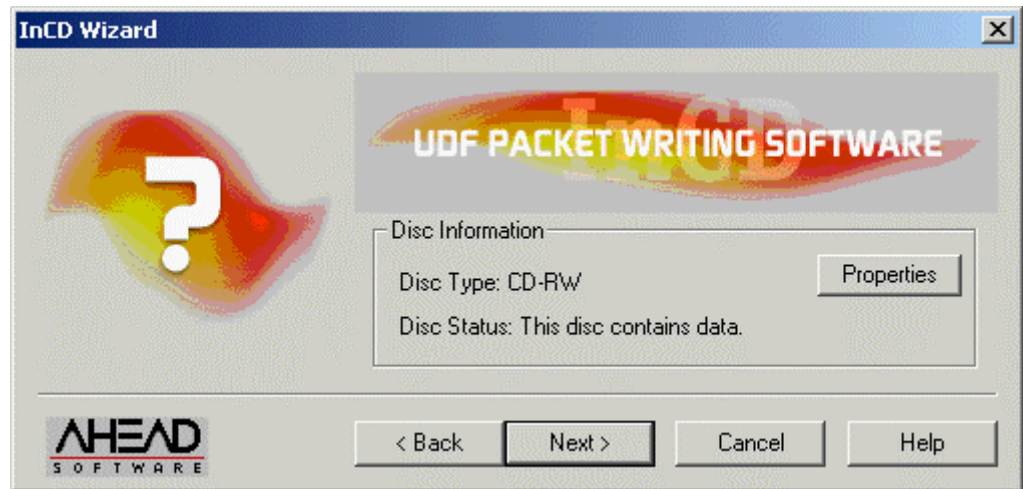 InCD Wizard
InCD
UDF PACKET WRITING SOFTWARE
?
Disc Information
Disc Type: CD-RW
Properties
Disc Status: This disc contains data.
AHEAD
SOFTWARE
< Back
Next >
Cancel
Help